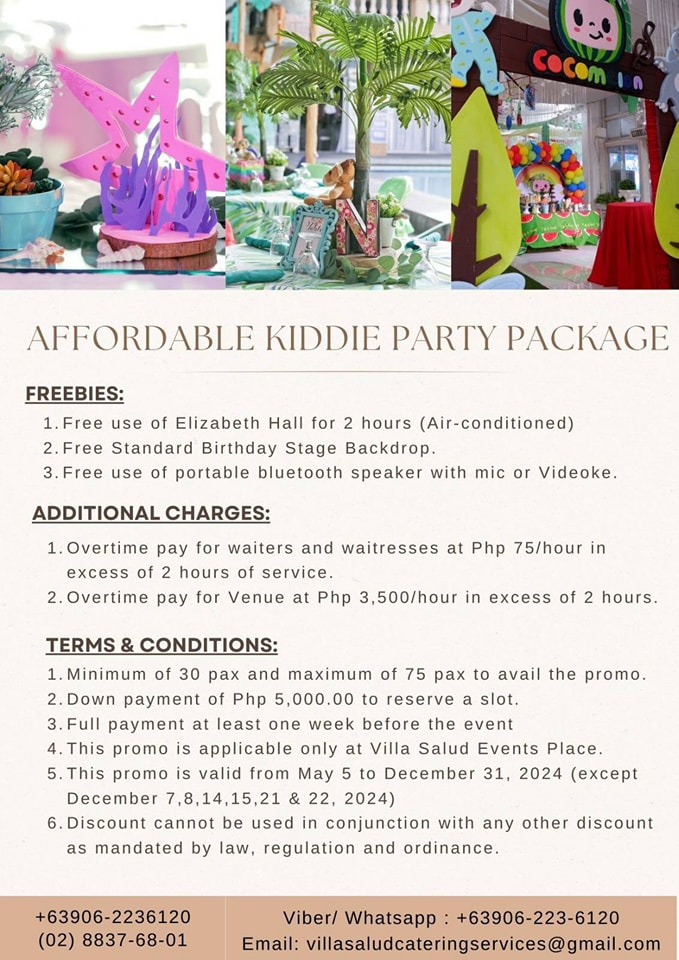 COCOM
N
AFFORDABLE KIDDIE PARTY PACKAGE
FREEBIES:
1. Free use of Elizabeth Hall for 2 hours (Air-conditioned)
2. Free Standard Birthday Stage Backdrop.
3. Free use of portable bluetooth speaker with mic or Videoke.
ADDITIONAL CHARGES:
1. Overtime pay for waiters and waitresses at Php 75/hour in
excess of 2 hours of service.
2. Overtime pay for Venue at Php 3,500/hour in excess of 2 hours.
TERMS & CONDITIONS:
1. Minimum of 30 pax and maximum of 75 pax to avail the promo.
2. Down payment of Php 5,000.00 to reserve a slot.
3. Full payment at least one week before the event
4. This promo is applicable only at Villa Salud Events Place.
5. This promo is valid from May 5 to December 31, 2024 (except
December 7,8,14,15,21 & 22, 2024)
6. Discount cannot be used in conjunction with any other discount
as mandated by law, regulation and ordinance.
+63906-2236120
(02) 8837-68-01
Viber/ Whatsapp : +63906-223-6120
Email: villasaludcateringservices@gmail.com